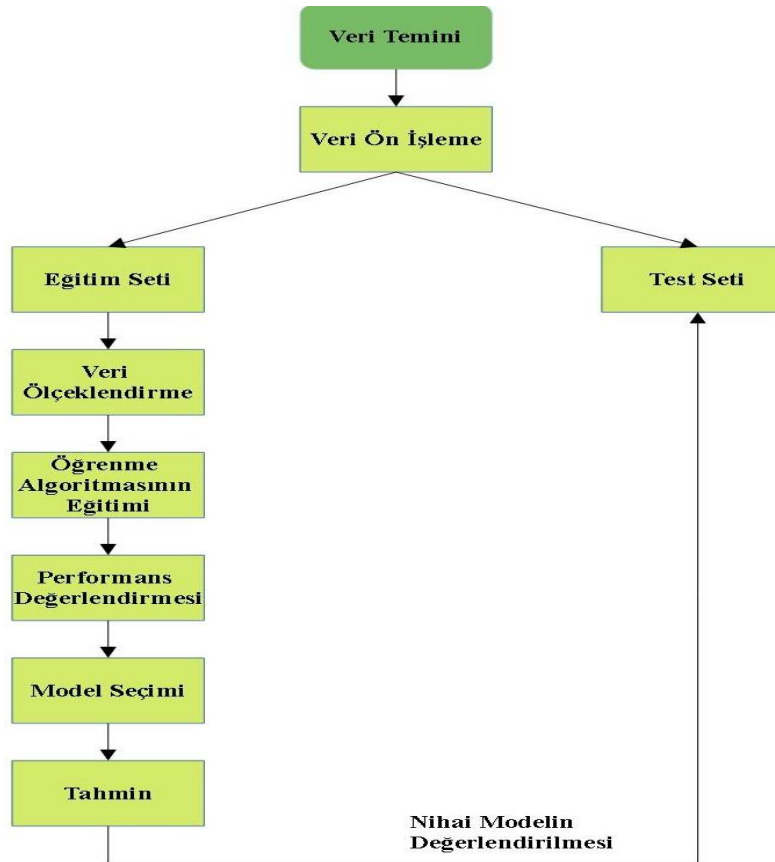 Veri Temini
Veri Ön İşleme
Eğitim Seti
Test Seti
Veri
Ölçeklendirme
Öğrenme
Algoritmasının
Eğitimi
Performans
Değerlendirmesi
Model Seçimi
Tahmin
Nihai Modelin
Değerlendirilmesi